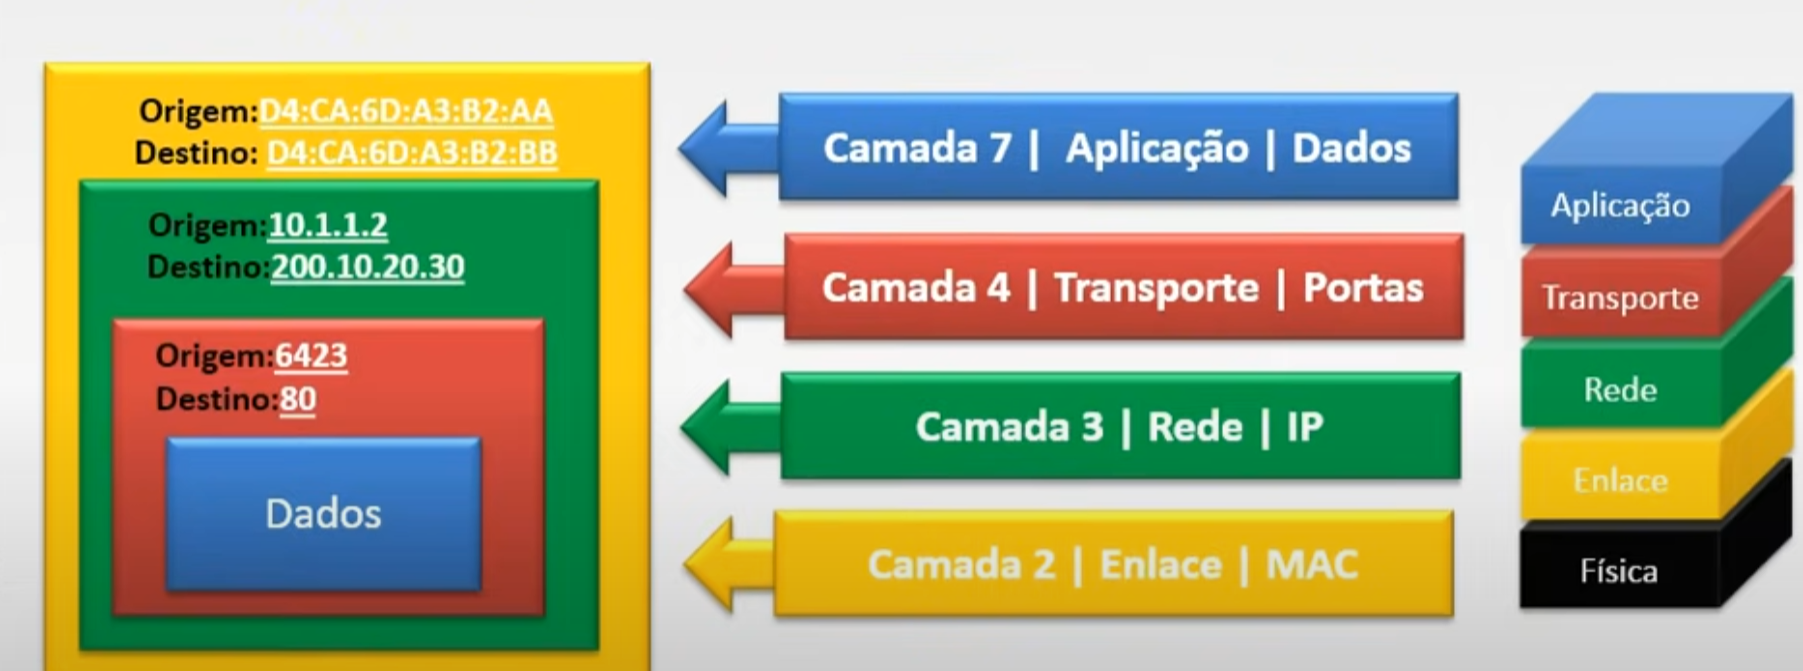 Origem:D4:CA:6D:A3:B2:AA
Destino: D4:CA:6D:A3:B2:BB
Origem:10.1.1.2
Destino:200.10.20.30
Origem:6423
Destino:80
Dados
Camada 7 | Aplicação | Dados
Camada 4 | Transporte | Portas
Camada 3 | Rede | IP
Camada 2 | Enlace | MAC
Aplicação
Transporte
Rede
Enlace
Física